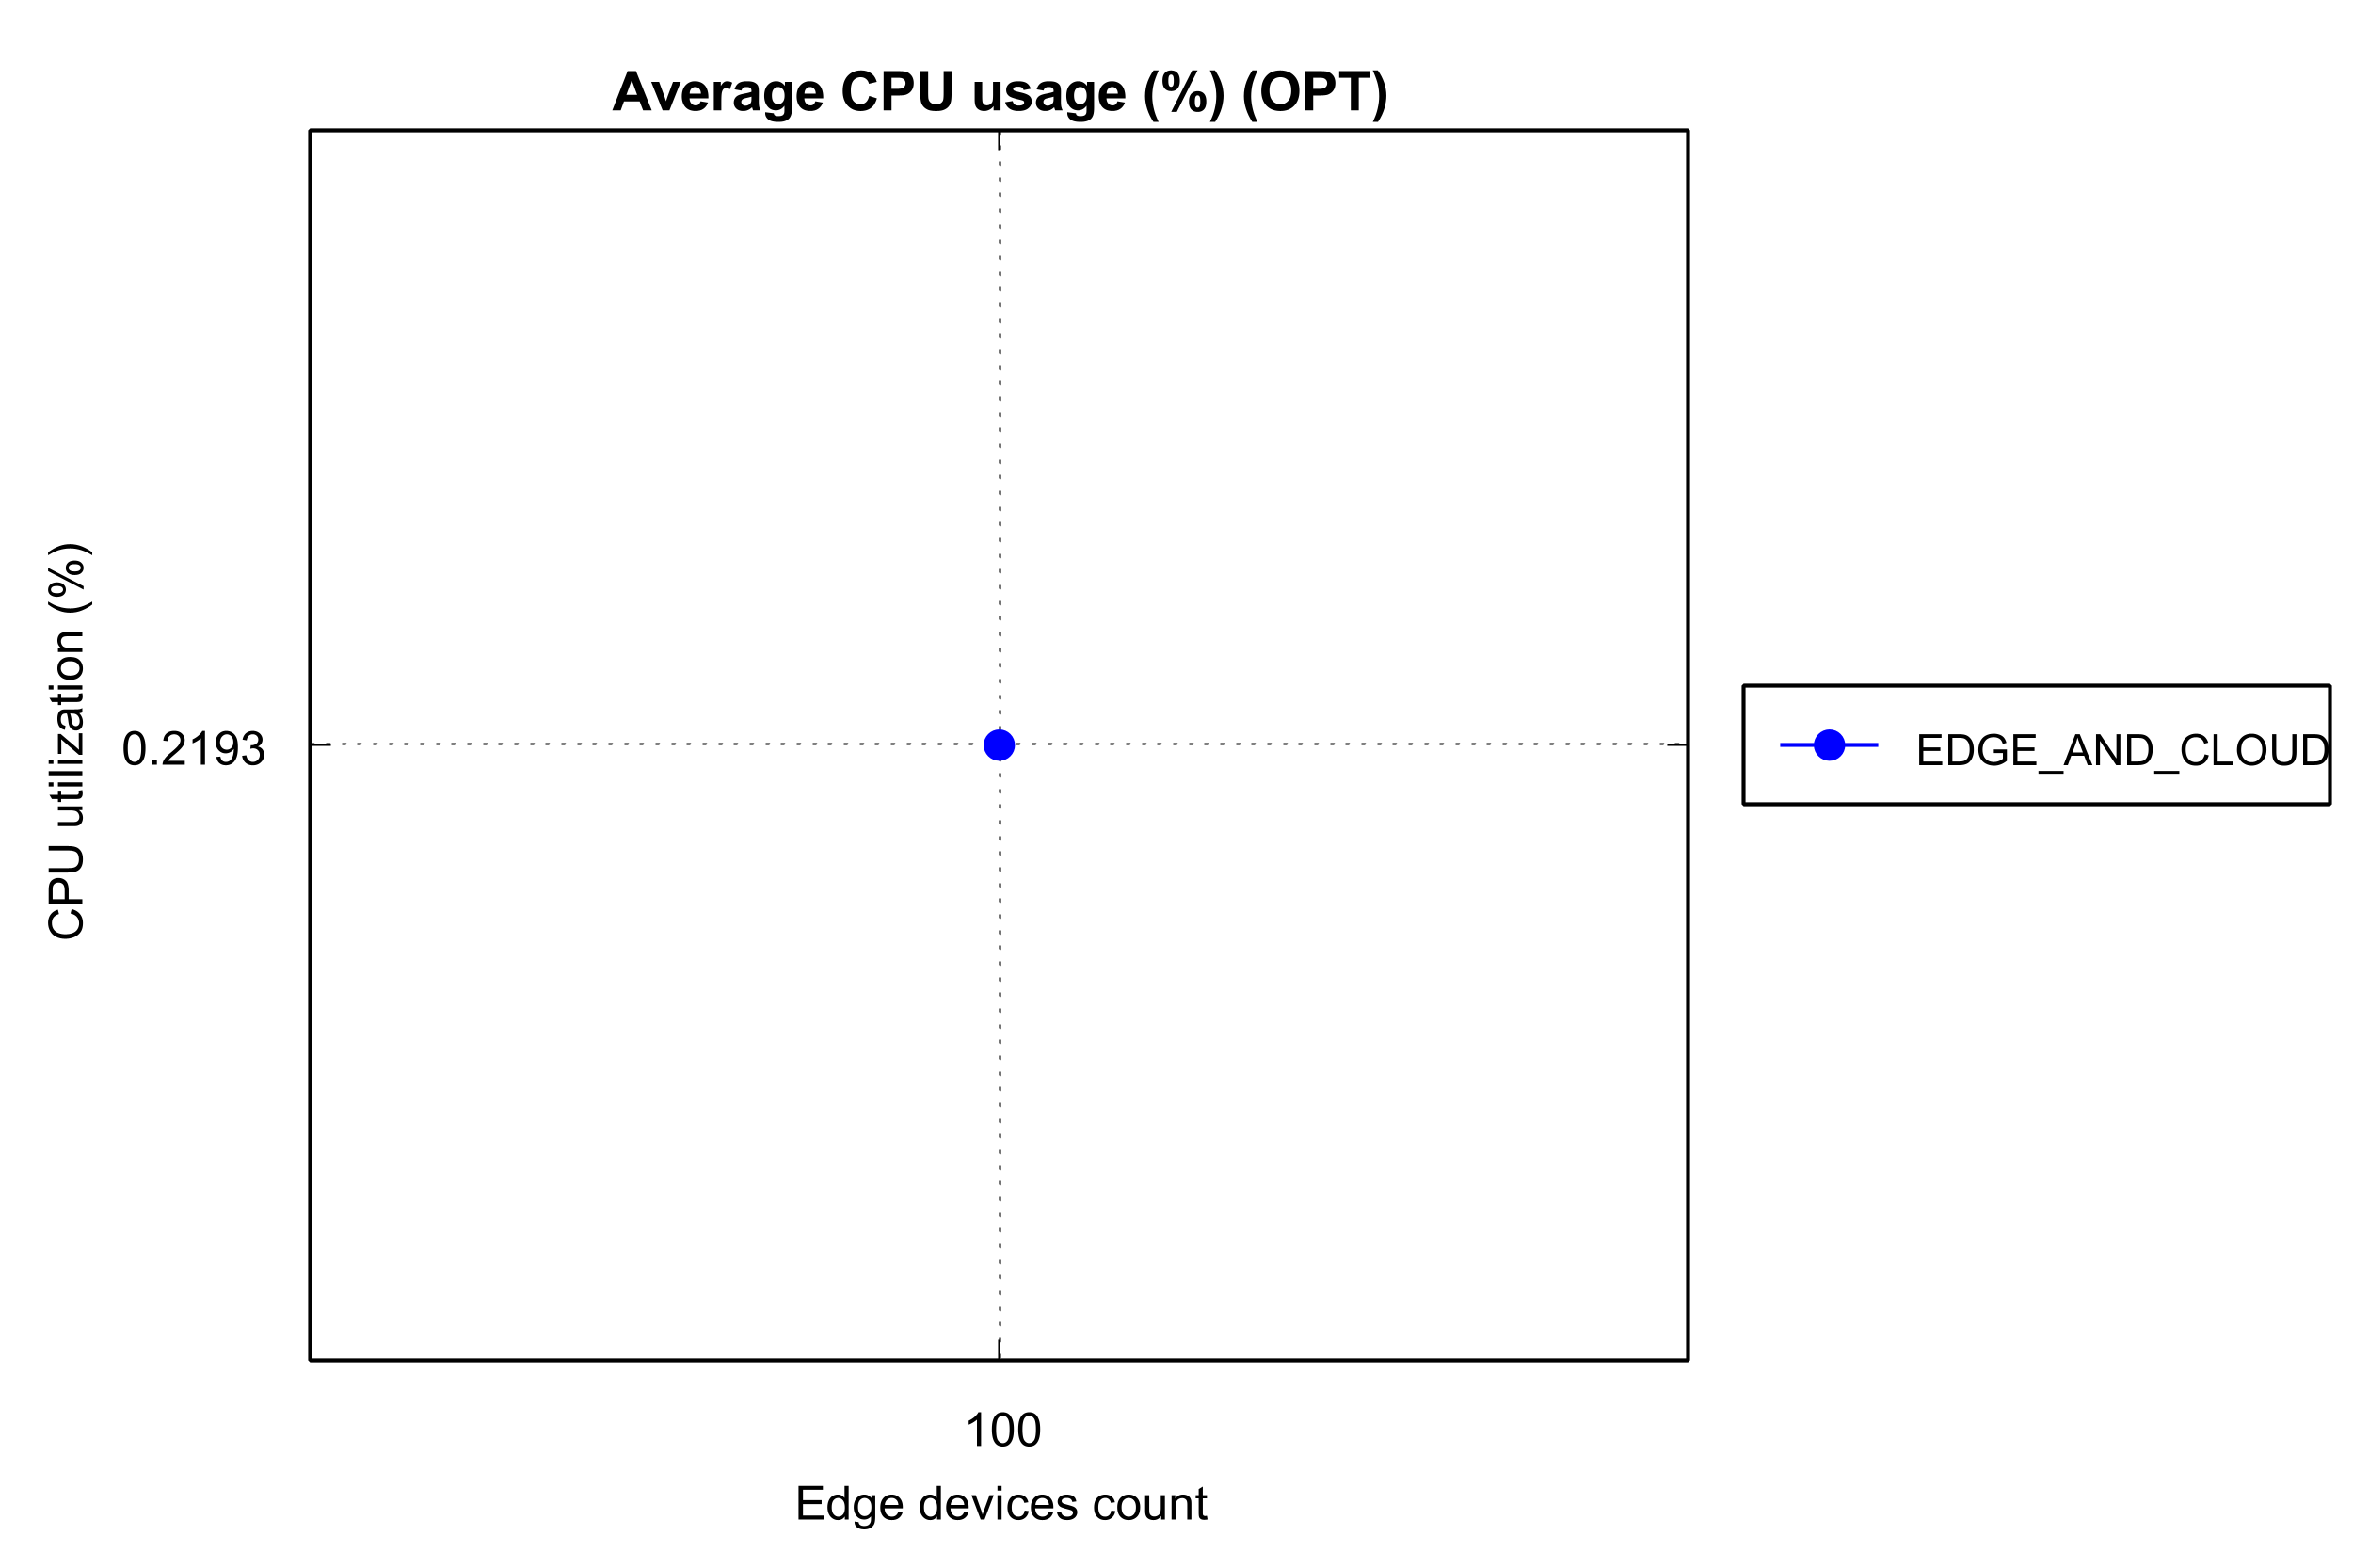 Average CPU usage (%) (OPT)
CPU utilization (%)
0.2193
EDGE_AND_CLOUD
100
Edge devices count